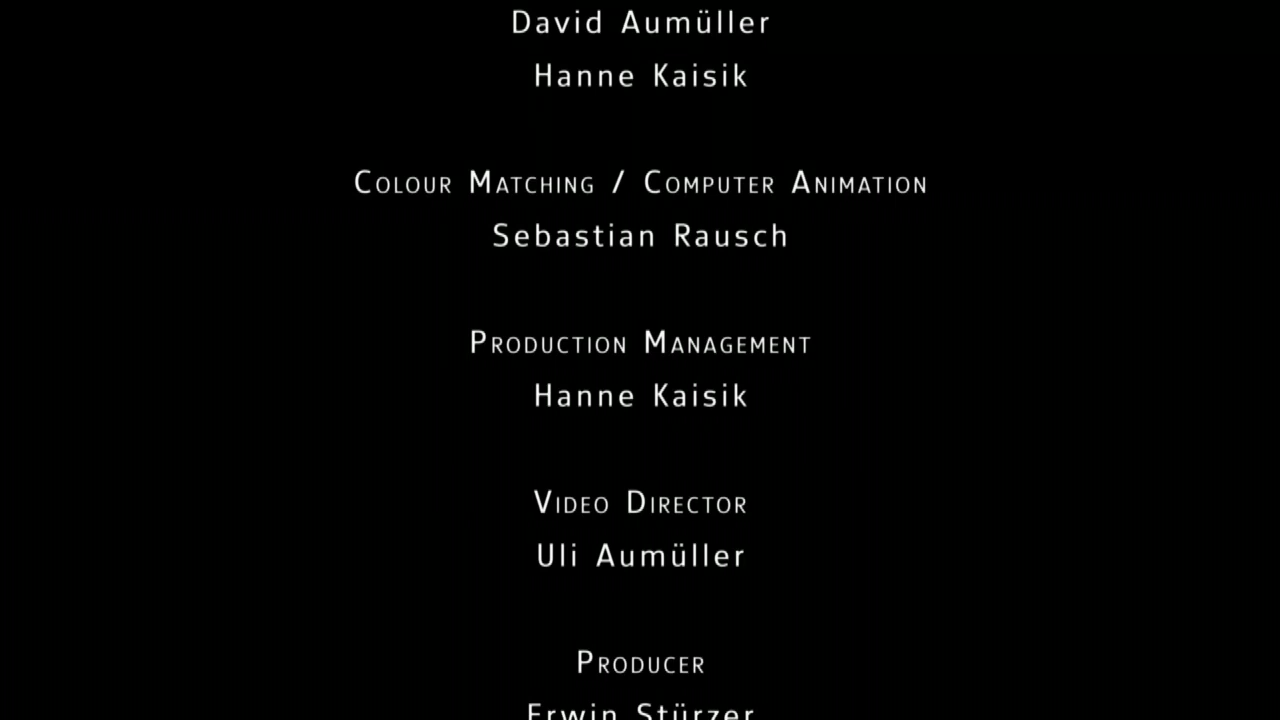 David Aumüller
Hanne Kaisik
Colour Matching / Computer Animation
Sebastian Rausch
Production Management
Hanne Kaisik
Video Director
Uli Aumüller
Producer
Erwin Stürzer